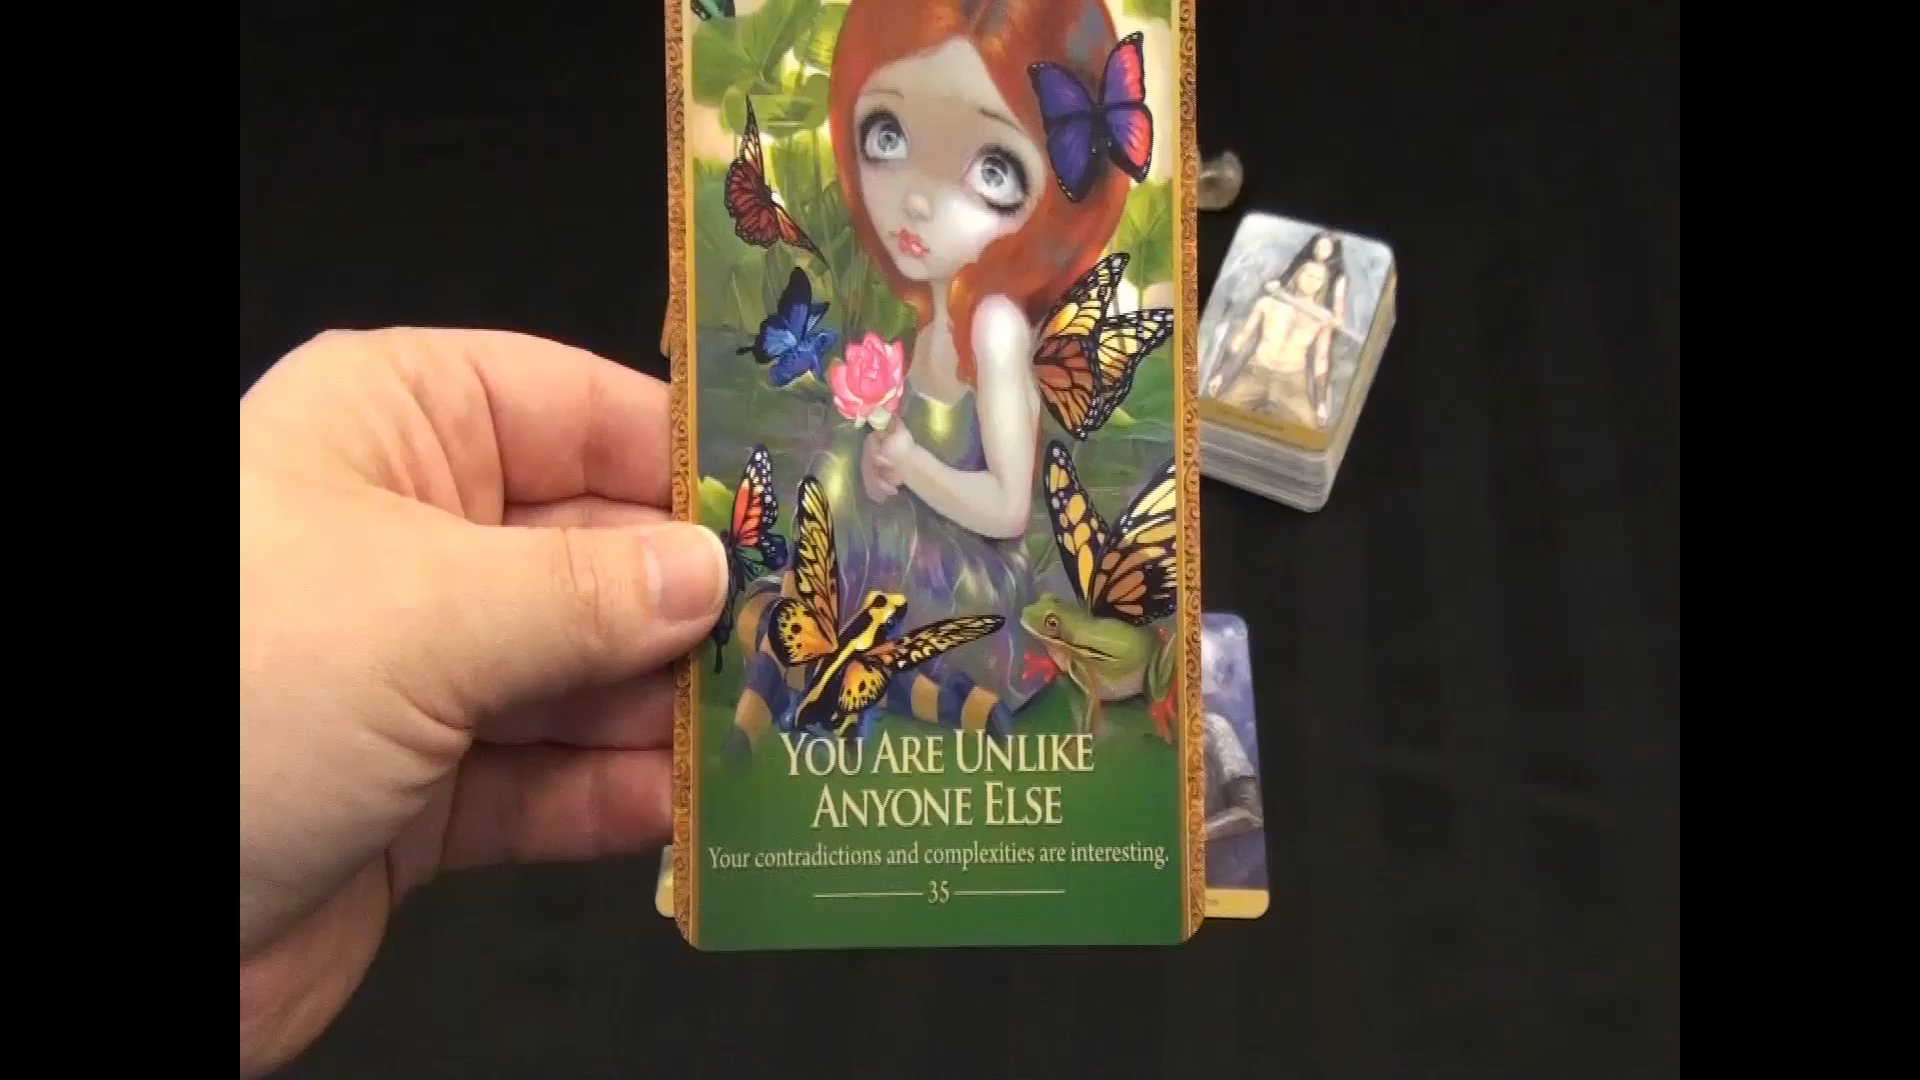 YOU ARE UNLIKE
ANYONE ELSE
Your contradictions and complexities are interesting.
35